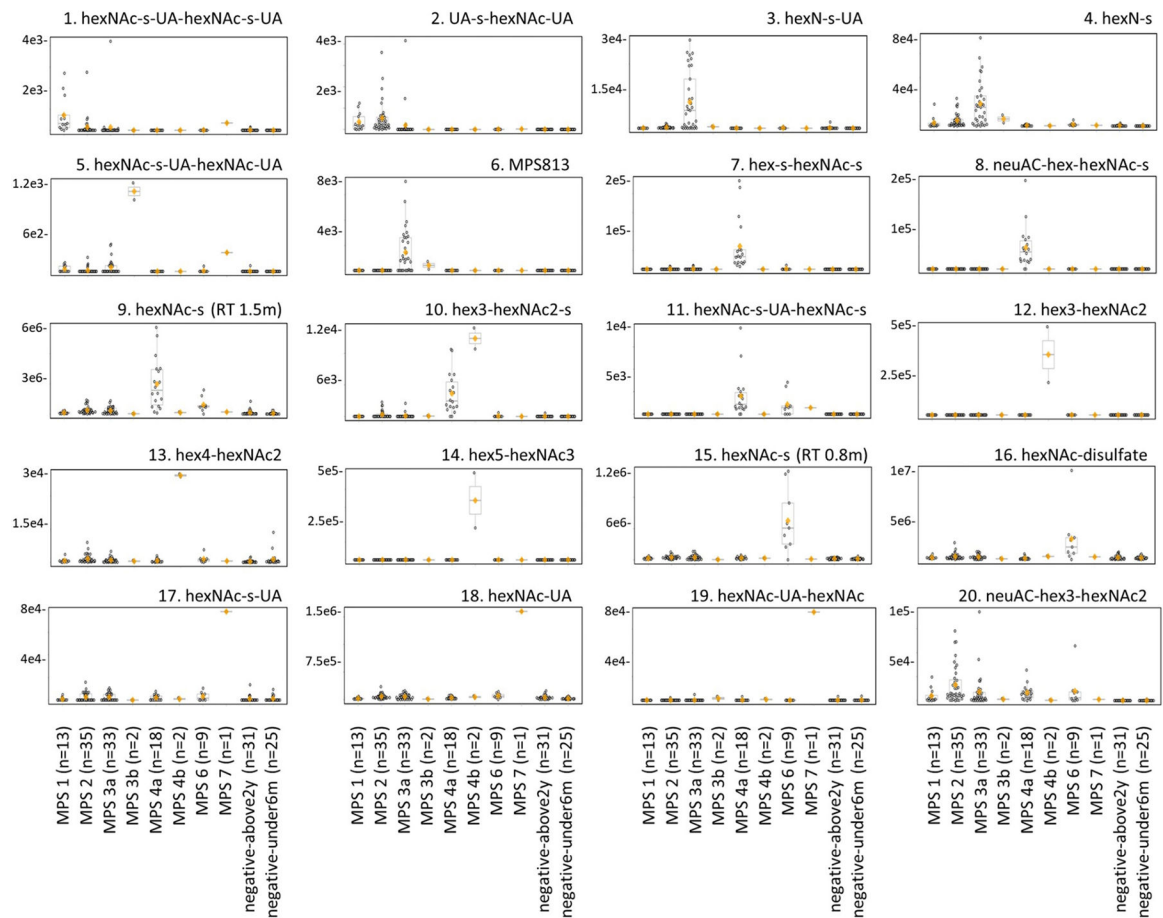 1. hexNAc-s-UA-hexNAc-s-UA
2. UA-s-hexNAc-UA
3. hexN-s-UA
4. hexN-s
4e3-
2e3-
4e3-
2e3-
3e4-
1.5e4-
8e4-
4e4-
5. hexNAc-s-UA-hexNAc-UA
6. MPS813
7. hex-s-hexNAc-s
8. neuAC-hex-hexNAc-s
1.2e3-
6e2-
8e3-
4e3-
2e5-
1e5-
2e5-
1e5-
9. hexNAc-s (RT 1.5m)
10. hex3-hexNAc2-s
11. hexNAc-s-UA-hexNAc-s
12. hex3-hexNAc2
6e6-
3e6-
1.2e4-
6e3-
1e4-
5e3-
5e5-
2.5e5-
13. hex4-hexNAc2
14. hex5-hexNAc3
15. hexNAc-s (RT 0.8m)
16. hexNAc-disulfate
3e4-
1.5e4-
5e5-
2.5e5-
1.2e6-
6e6-
1e7-
5e6-
17. hexNAc-s-UA
18. hexNAc-UA
19. hexNAc-UA-hexNAc
20. neuAC-hex3-hexNAc2
8e4-
4e4-
1.5e6-
7.5e5-
8e4-
4e4-
1e5-
5e4-
MPS 1 (n=13)
MPS 2 (n=35)
MPS 3a (n=33)
MPS 3b (n=2)
MPS 4a (n=18)
MPS 4b (n=2)
MPS 6 (n=9)
MPS 7 (n=1)
negative-above2y (n=31)
negative-under6m (n=25)
MPS 1 (n=13)
MPS 2 (n=35)
MPS 3a (n=33)
MPS 3b (n=2)
MPS 4a (n=18)
MPS 4b (n=2)
MPS 6 (n=9)
MPS 7 (n=1)
negative-above2y (n=31)
negative-under6m (n=25)
MPS 1 (n=13)
MPS 2 (n=35)
MPS 3a (n=33)
MPS 3b (n=2)
MPS 4a (n=18)
MPS 4b (n=2)
MPS 6 (n=9)
MPS 7 (n=1)
negative-above2y (n=31)
negative-under6m (n=25)
MPS 1 (n=13)
MPS 2 (n=35)
MPS 3a (n=33)
MPS 3b (n=2)
MPS 4a (n=18)
MPS 4b (n=2)
MPS 6 (n=9)
MPS 7 (n=1)
negative-above2y (n=31)
negative-under6m (n=25)